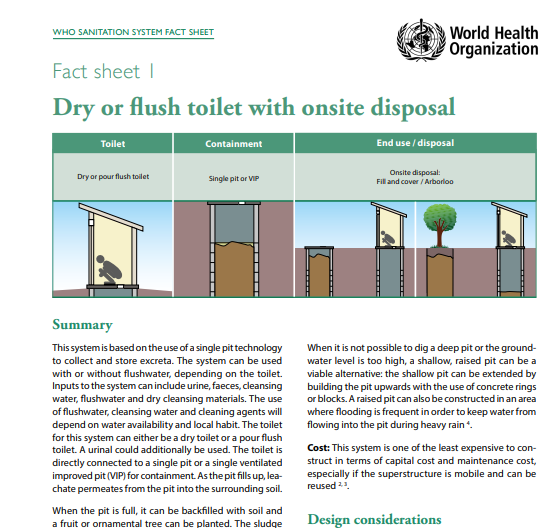 WHO SANITATION SYSTEM FACT SHEET
World Health
Organization
Fact sheet 1
Dry or flush toilet with onsite disposal
Toilet
Containment
End use / disposal
Dry or pour flush toilet
Single pit or VIP
Onsite disposal:
Fill and cover / Arborloo
Summary
This system is based on the use of a single pit technology
to collect and store excreta. The system can be used
with or without flushwater, depending on the toilet.
Inputs to the system can include urine, faeces, cleansing
water, flushwater and dry cleansing materials. The use
of flushwater, cleansing water and cleaning agents will
depend on water availability and local habit. The toilet
for this system can either be a dry toilet or a pour flush
toilet. A urinal could additionally be used. The toilet is
directly connected to a single pit or a single ventilated
improved pit (VIP) for containment. As the pit fills up, lea-
chate permeates from the pit into the surrounding soil.
When the pit is full, it can be backfilled with soil and
a fruit or ornamental tree can be planted. The sludge
When it is not possible to dig a deep pit or the ground-
water level is too high, a shallow, raised pit can be a
viable alternative: the shallow pit can be extended by
building the pit upwards with the use of concrete rings
or blocks. A raised pit can also be constructed in an area
where flooding is frequent in order to keep water from
flowing into the pit during heavy rain 4.
Cost: This system is one of the least expensive to con-
struct in terms of capital cost and maintenance cost,
especially if the superstructure is mobile and can be
reused 2,3.
Design considerations